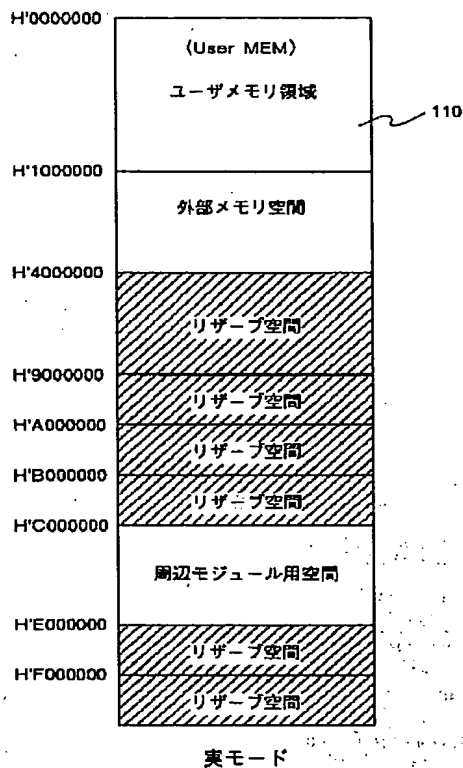 H'0000000
(User MEM)
ユーザメモリ領域
110
H'1000000
外部メモリ空間
H'4000000
リザーブ空間
H'9000000
リザーブ空間
H'A000000
リザーブ空間
H'B000000
リザーブ空間
H'C000000
周辺モジュール用空間
H'E000000
リザーブ空間
H'F000000
リザーブ空間
実モード